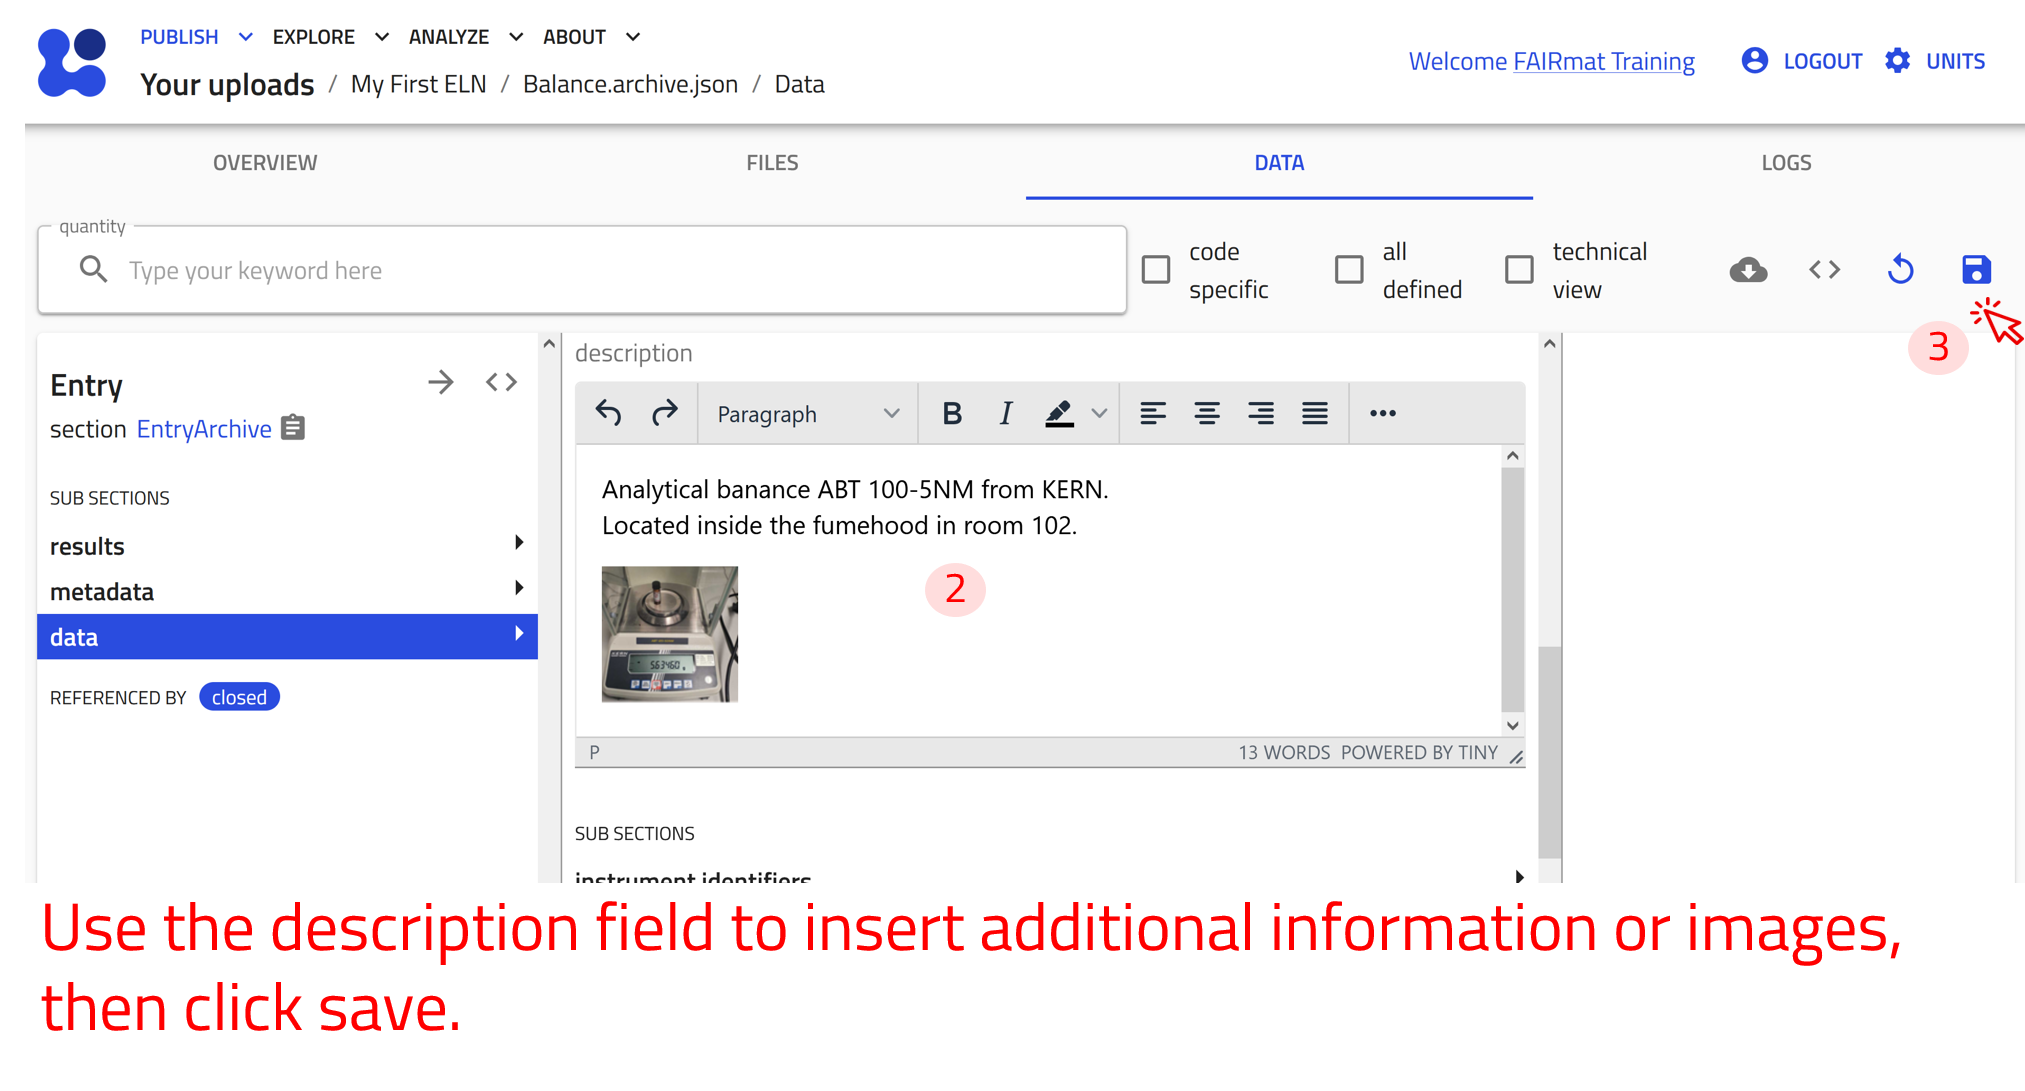 PUBLISH EXPLORE ANALYZE ABOUT
Your uploads / My First ELN / Balance.archive.json / Data
Welcome FAIRmat Training LOGOUT UNITS
OVERVIEW FILES DATA LOGS
quantity
Type your keyword here
code specific
all defined
technical view
3
Entry
section EntryArchive
SUB SECTIONS
results
metadata
data
REFERENCED BY closed
description
Paragraph B I
Analytical banance ABT 100-5NM from KERN.
Located inside the fumehood in room 102.
2
P 13 WORDS POWERED BY TINY
SUB SECTIONS
instrument identifiers
Use the description field to insert additional information or images,
then click save.